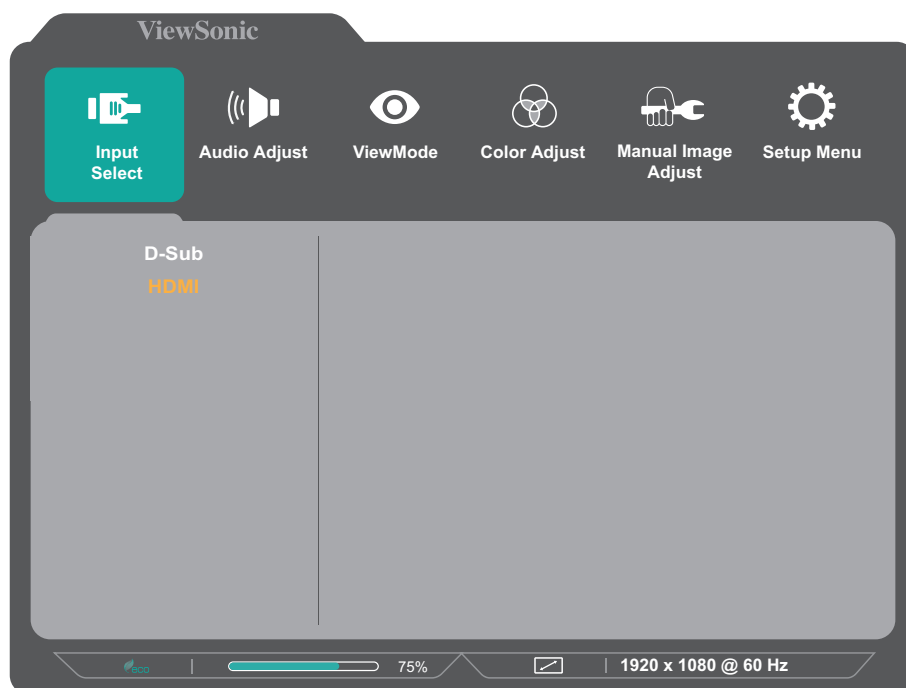 ViewSonic
Input
Select
Audio Adjust
ViewMode
Color Adjust
Manual Image
Adjust
Setup Menu
D-Sub
HDMI
eco
75%
1920 x 1080 @ 60 Hz